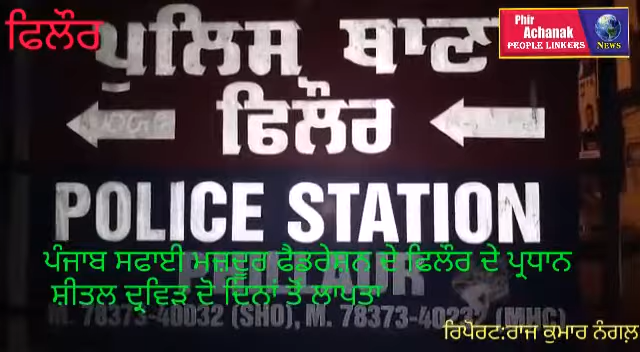 ਫਿਲੌਰ
ਪੁਲਿਸ ਥਾਣਾ
Phir
Achanak
PEOPLE LINKERS
NEWS
ਫਿਲੌਰ
POLICE STATION
ਪੰਜਾਬ ਸਫਾਈ ਮਜ਼ਦੂਰ ਫੈਡਰੇਸ਼ਨ ਦੇ ਫਿਲੌਰ ਦੇ ਪ੍ਰਧਾਨ
ਸ਼ੀਤਲ ਦ੍ਰਵਿੜ ਦੋ ਦਿਨਾਂ ਤੋਂ ਲਾਪਤਾ
M. 78373-40032 (SHO), M. 78373-402 (MHC)
ਰਿਪੋਰਟ:ਰਾਜ ਕੁਮਾਰ ਨੰਗਲ